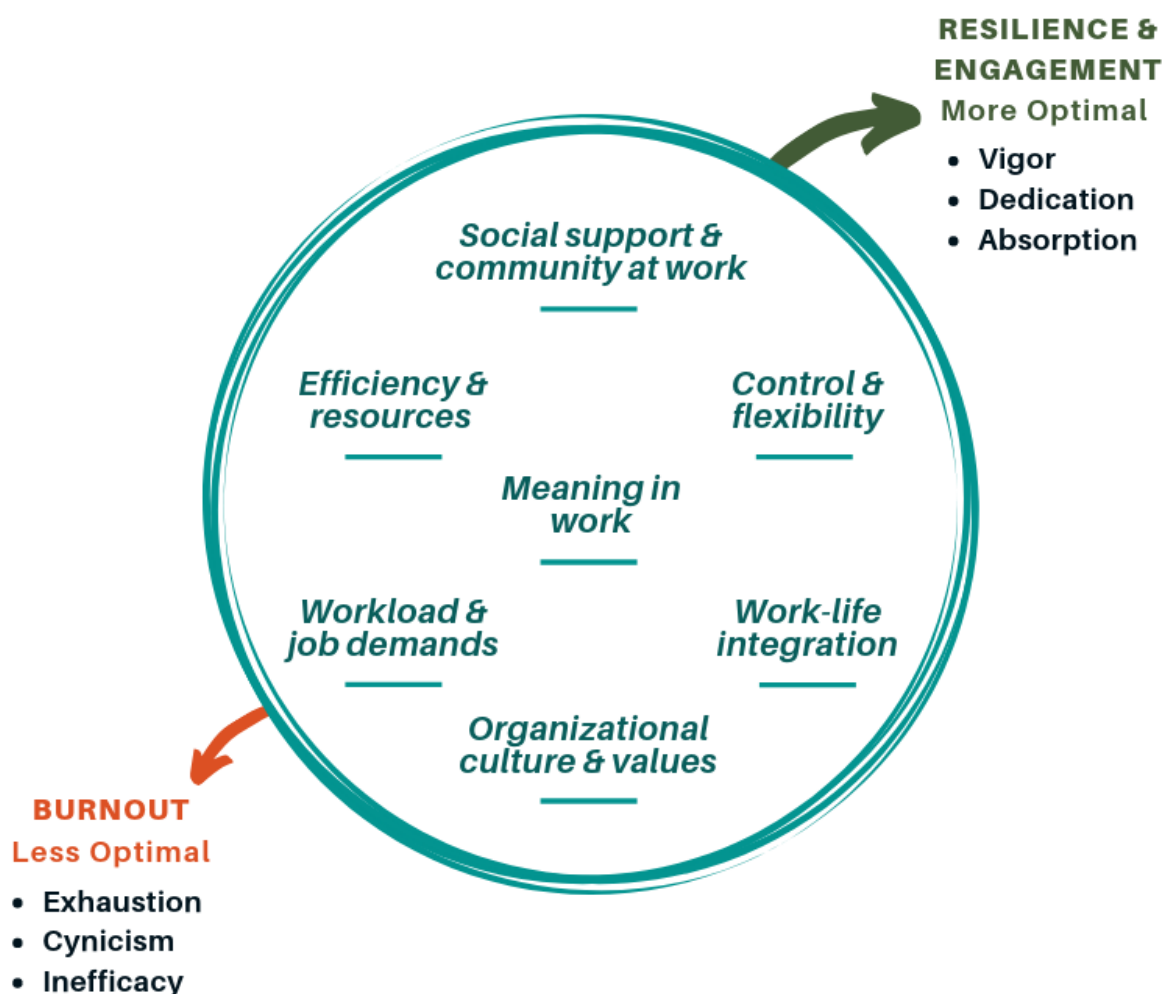 RESILIENCE &
ENGAGEMENT
More Optimal
• Vigor
• Dedication
• Absorption
Social support &
community at work
Efficiency &
resources
Control &
flexibility
Meaning in
work
Workload &
job demands
Work-life
integration
Organizational
culture & values
BURNOUT
Less Optimal
• Exhaustion
• Cynicism
• Inefficacy